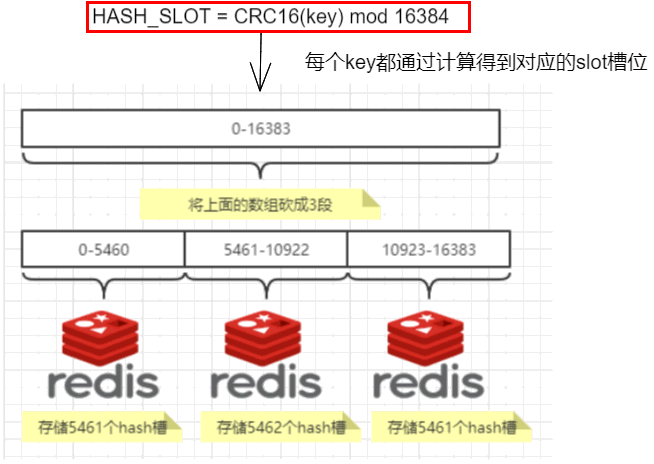 HASH_SLOT = CRC16(key) mod 16384
每个key都通过计算得到对应的slot槽位
0-16383
将上面的数组砍成3段
0-5460
5461-10922
10923-16383
redis
redis
redis
存储5461个hash槽
存储5462个hash槽
存储5461个hash槽